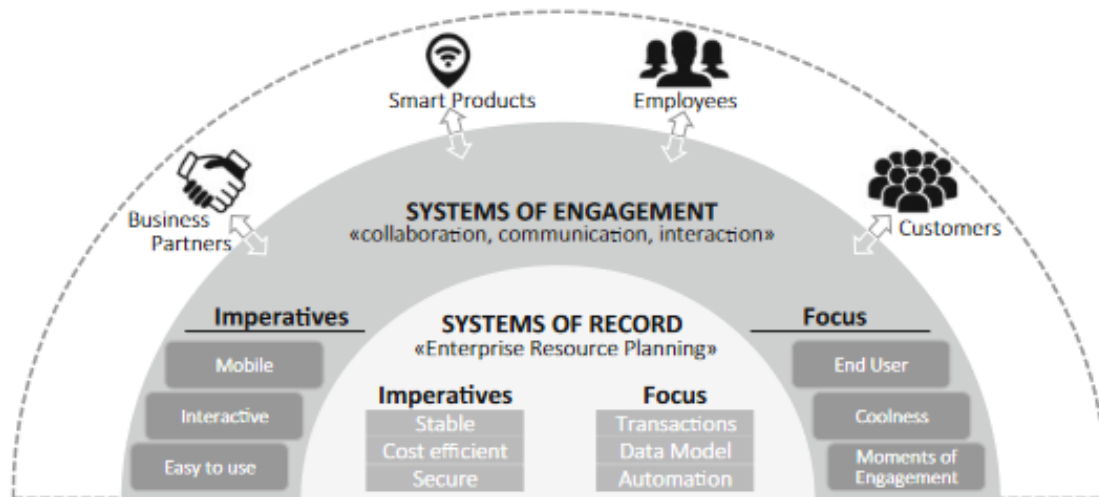 Smart Products
Employees
Business
Partners
Customers
SYSTEMS OF ENGAGEMENT
«collaboration, communication, interaction»
Imperatives
Mobile
Interactive
Easy to use
SYSTEMS OF RECORD
«Enterprise Resource Planning»
Imperatives
Stable
Cost efficient
Secure
Focus
Transactions
Data Model
Automation
Focus
End User
Coolness
Moments of
Engagement